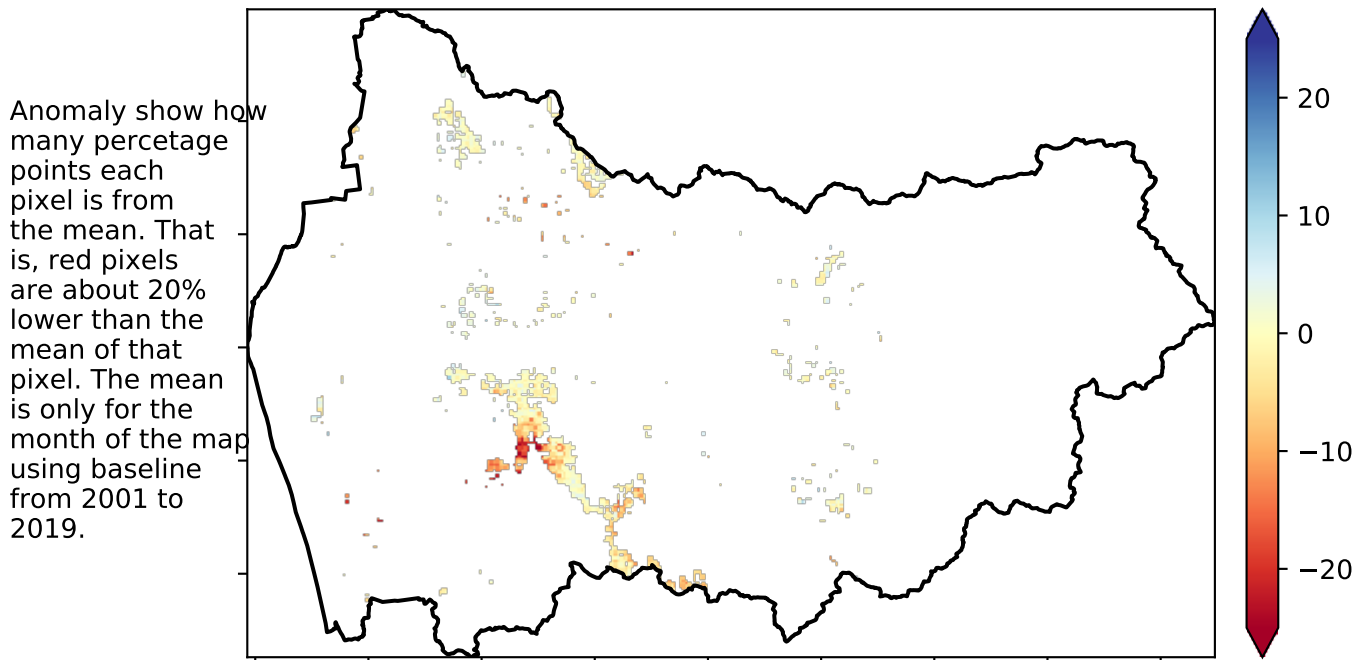 Anomaly show how
many percetage
points each
pixel is from
the mean. That
is, red pixels
are about 20%
lower than the
mean of that
pixel. The mean
is only for the
month of the map
using baseline
from 2001 to
2019.
20
10
0
−10
−20